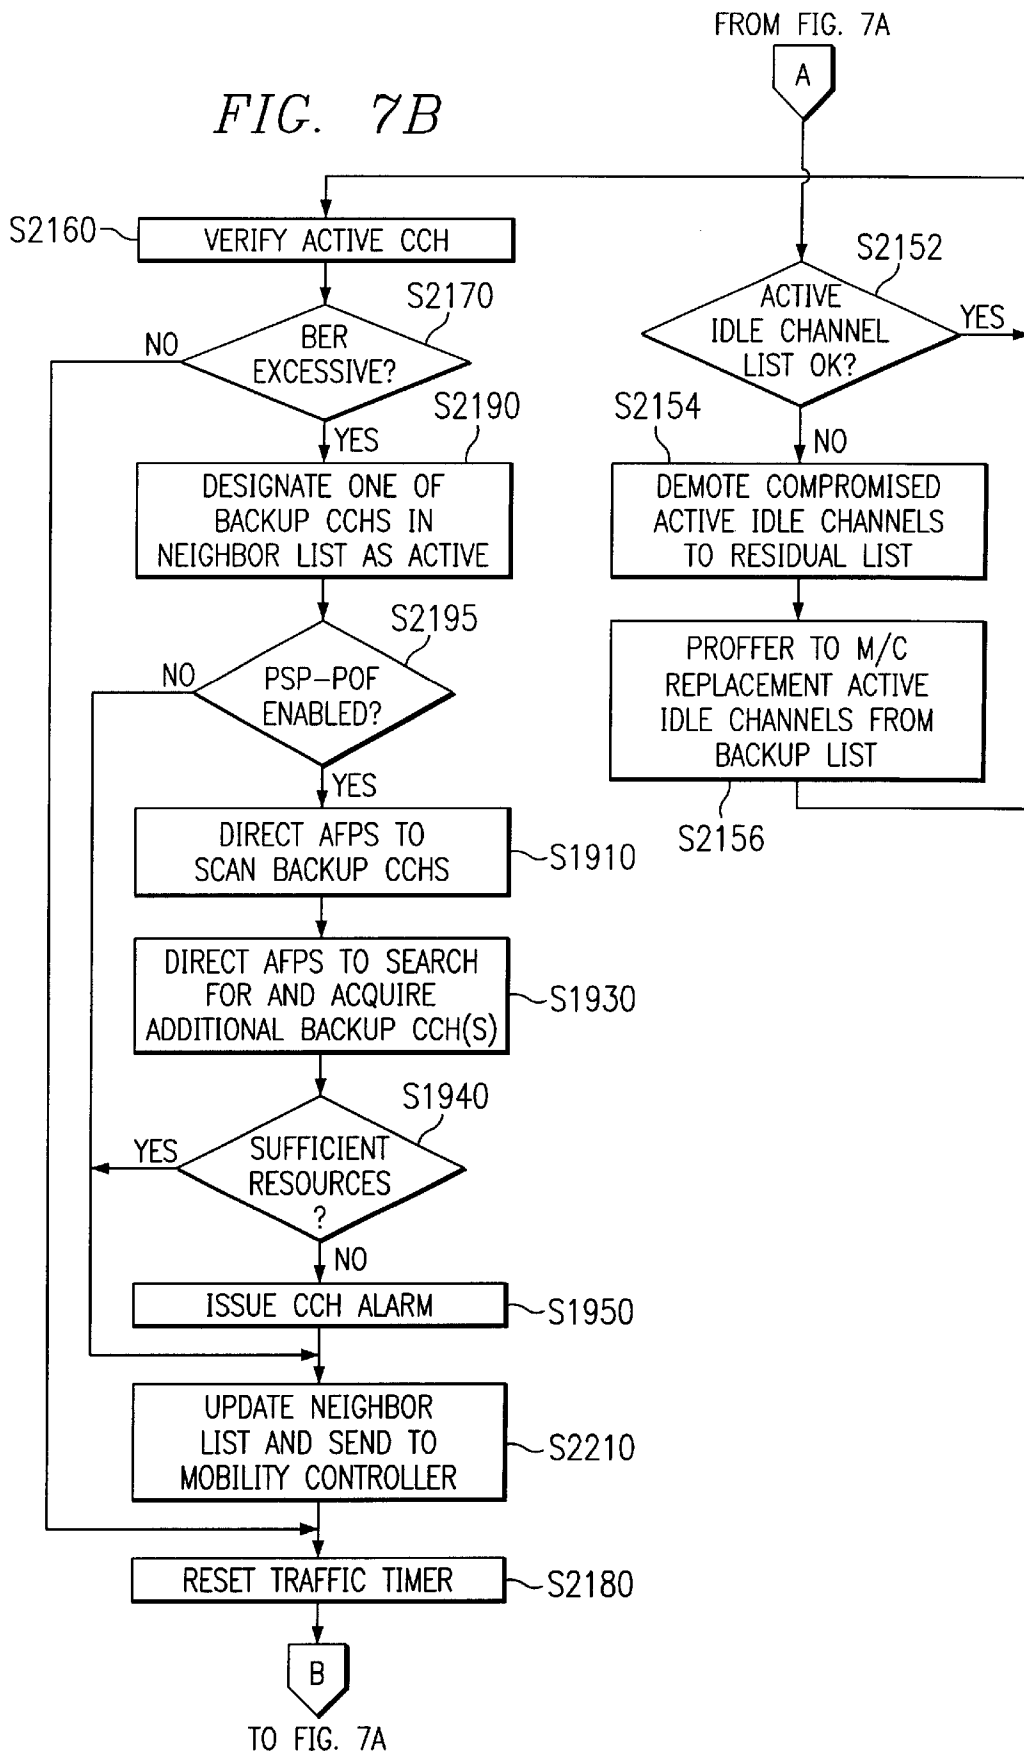 FROM FIG. 7A
A
FIG. 7B
S2160
VERIFY ACTIVE CCH
S2152
ACTIVE
IDLE CHANNEL
LIST OK?
YES
S2170
NO
BER
EXCESSIVE?
S2190
YES
S2154
NO
DESIGNATE ONE OF
BACKUP CCHS IN
NEIGHBOR LIST AS ACTIVE
DEMOTE COMPROMISED
ACTIVE IDLE CHANNELS
TO RESIDUAL LIST
S2195
NO
PSP-POF
ENABLED?
PROFFER TO M/C
REPLACEMENT ACTIVE
IDLE CHANNELS FROM
BACKUP LIST
YES
S2156
DIRECT AFPS TO
SCAN BACKUP CCHS
S1910
DIRECT AFPS TO SEARCH
FOR AND ACQUIRE
ADDITIONAL BACKUP CCH(S)
S1930
S1940
YES
SUFFICIENT
RESOURCES
?
NO
ISSUE CCH ALARM
S1950
UPDATE NEIGHBOR
LIST AND SEND TO
MOBILITY CONTROLLER
S2210
RESET TRAFFIC TIMER
S2180
B
TO FIG. 7A